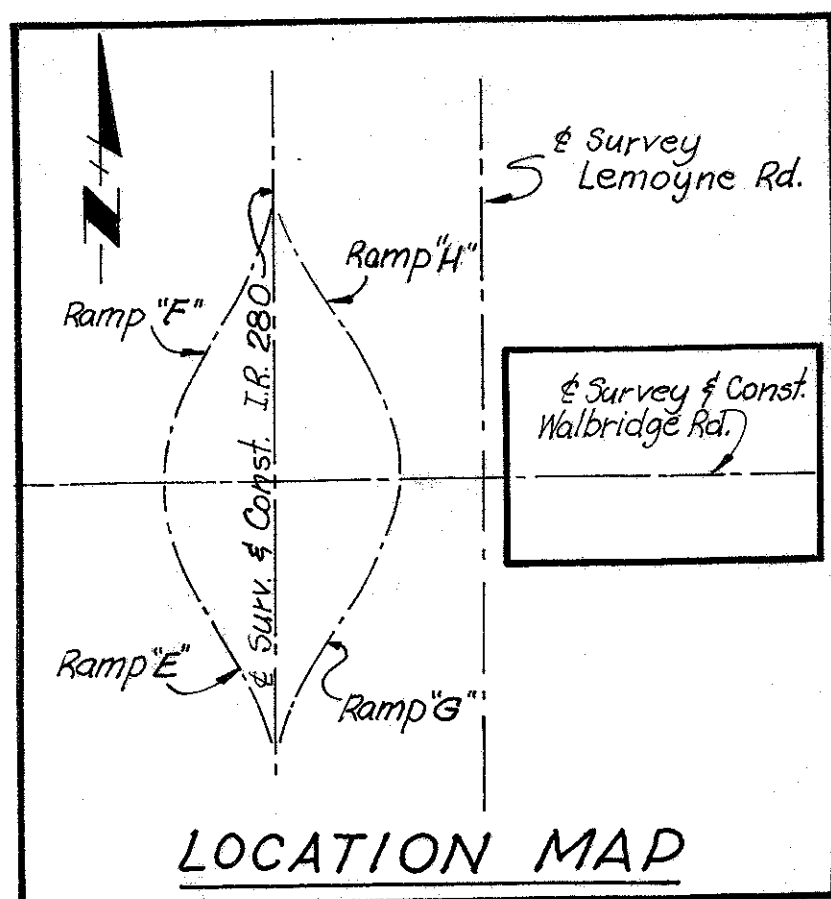 N
℄ Survey
Lemoyne Rd.
Ramp "H"
Ramp "F"
℄ Surv. & Const. I.R. 280
℄ Survey & Const.
Walbridge Rd.
Ramp "E"
Ramp "G"
LOCATION MAP